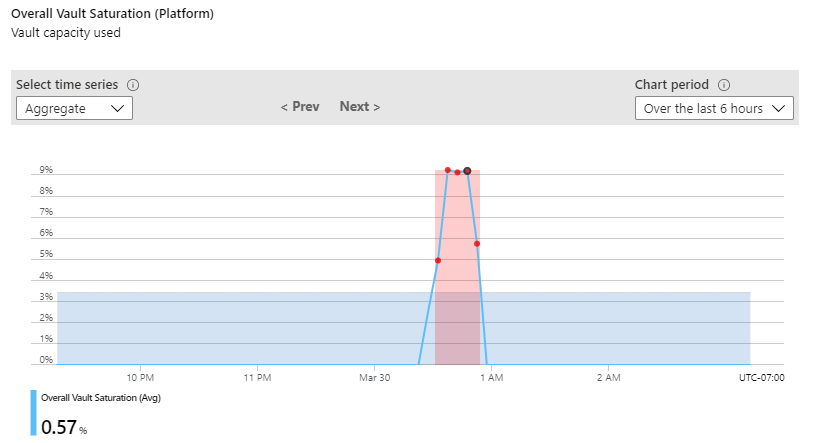 Overall Vault Saturation (Platform)
Vault capacity used
Select time series
Chart period
Aggregate
< Prev Next >
Over the last 6 hours
9%
8%
7%
6%
5%
4%
3%
2%
1%
0%
10 PM 11 PM Mar 30 1 AM 2 AM UTC-07:00
Overall Vault Saturation (Avg)
0.57 %